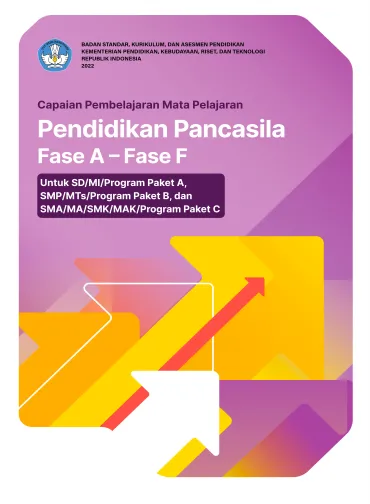 BADAN STANDAR, KURIKULUM, DAN ASESMEN PENDIDIKAN
KEMENTERIAN PENDIDIKAN, KEBUDAYAAN, RISET, DAN TEKNOLOGI
REPUBLIK INDONESIA
2022
Capaian Pembelajaran Mata Pelajaran
Pendidikan Pancasila
Fase A – Fase F
Untuk SD/MI/Program Paket A,
SMP/MTs/Program Paket B, dan
SMA/MA/SMK/MAK/Program Paket C